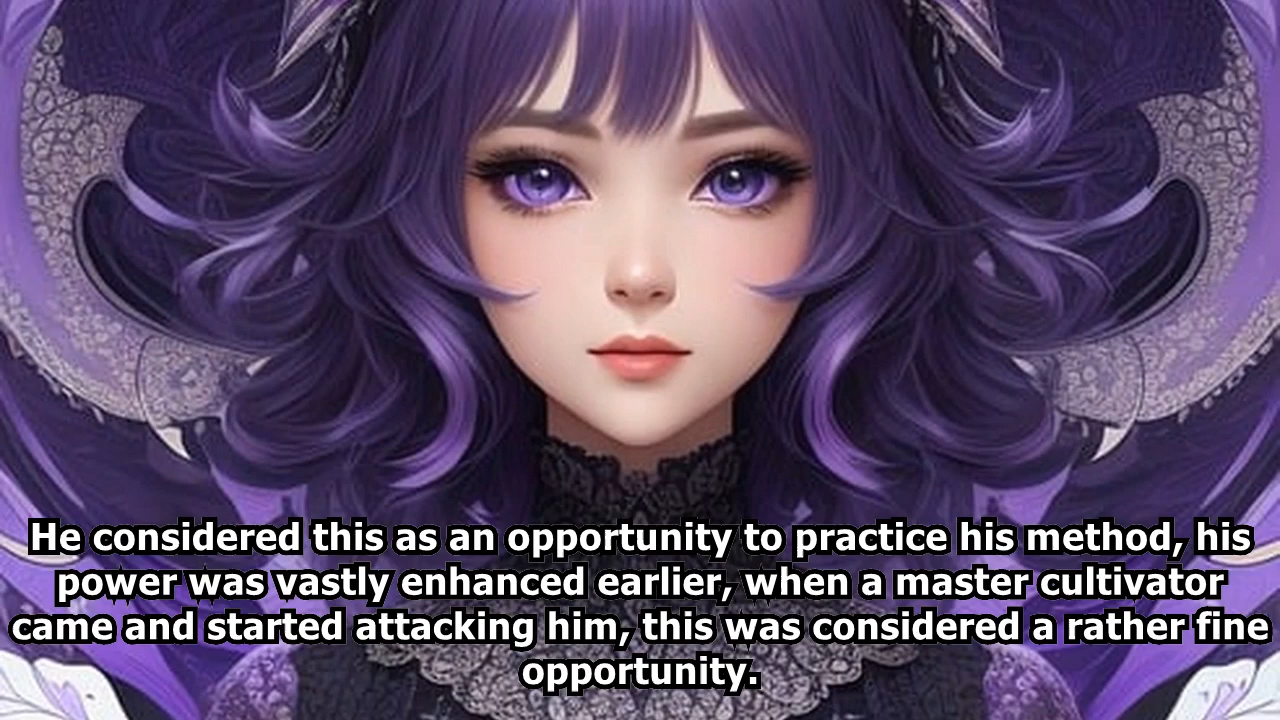 He considered this as an opportunity to practice his method, his
power was vastly enhanced earlier, when a master cultivator
came and started attacking him, this was considered a rather fine
opportunity.